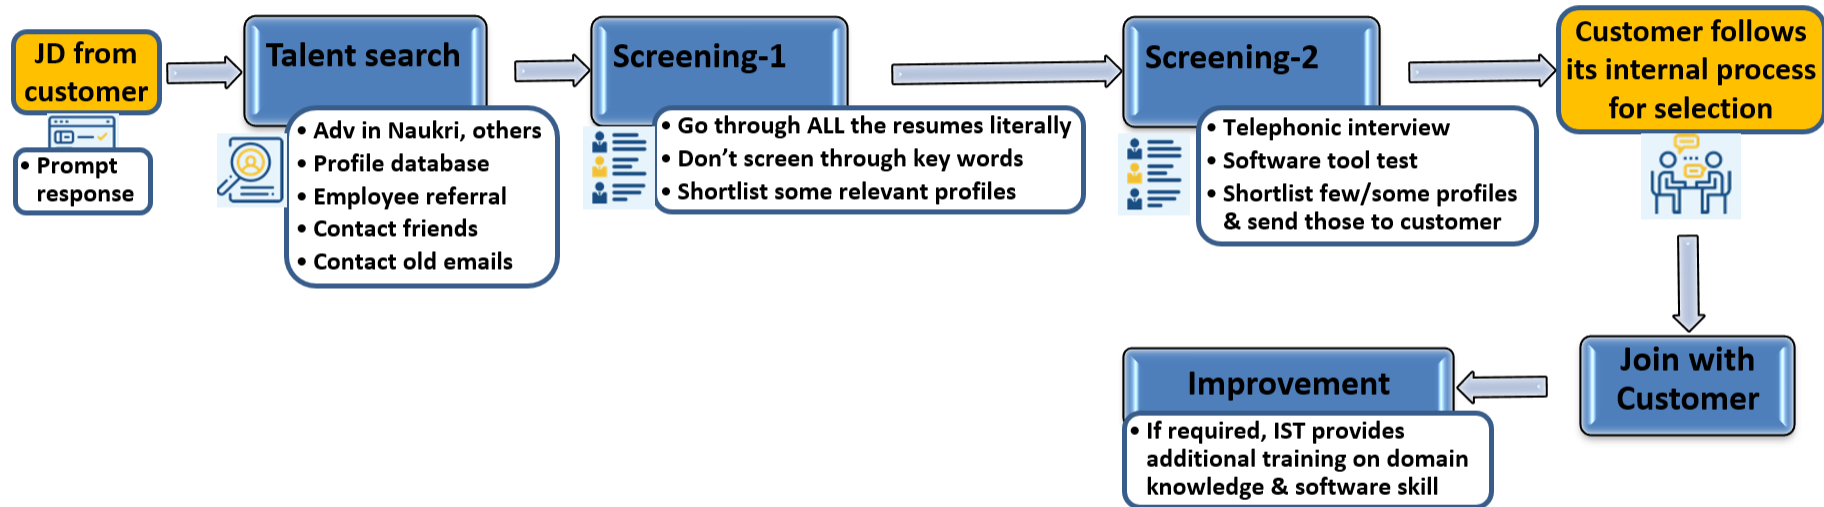 JD from
customer
• Prompt
response
Talent search
• Adv in Naukri, others
• Profile database
• Employee referral
• Contact friends
• Contact old emails
Screening-1
• Go through ALL the resumes literally
• Don’t screen through key words
• Shortlist some relevant profiles
Screening-2
• Telephonic interview
• Software tool test
• Shortlist few/some profiles
& send those to customer
Customer follows
its internal process
for selection
Join with
Customer
Improvement
• If required, IST provides
additional training on domain
knowledge & software skill